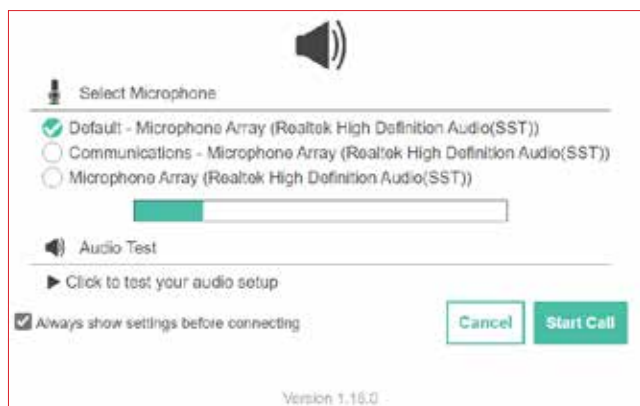 Select Microphone
Default - Microphone Array (Realtek High Definition Audio(SST))
Communications - Microphone Array (Realtek High Definition Audio(SST))
Microphone Array (Realtek High Definition Audio(SST))
Audio Test
Click to test your audio setup
Always show settings before connecting
Cancel
Start Call
Version 1.16.0